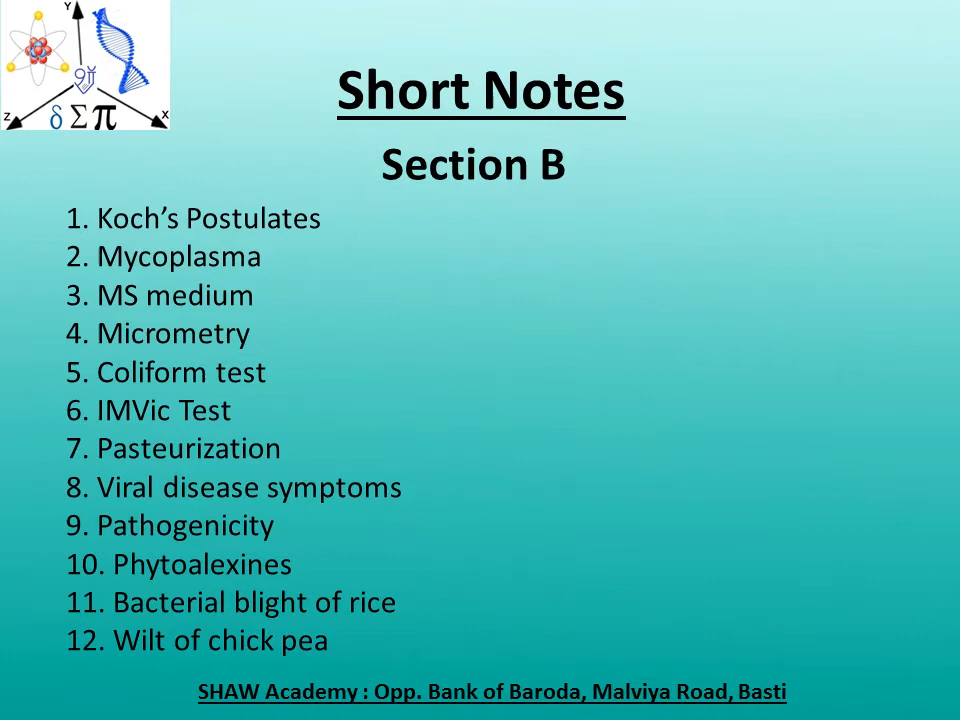 Y
Z
X
δ Σ π
Short Notes
Section B
1. Koch’s Postulates
2. Mycoplasma
3. MS medium
4. Micrometry
5. Coliform test
6. IMVic Test
7. Pasteurization
8. Viral disease symptoms
9. Pathogenicity
10. Phytoalexines
11. Bacterial blight of rice
12. Wilt of chick pea
SHAW Academy : Opp. Bank of Baroda, Malviya Road, Basti